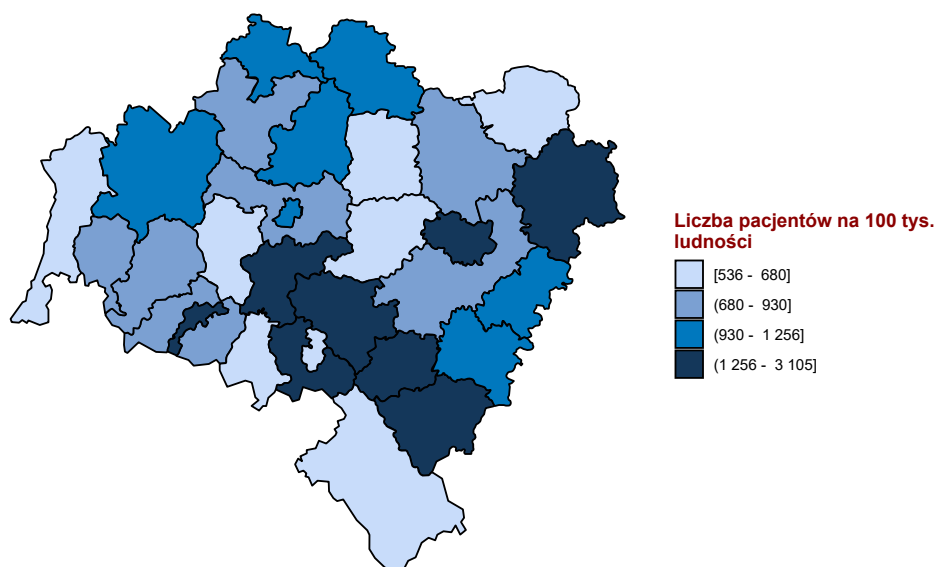 Liczba pacjentów na 100 tys.
ludności
[536 - 680]
(680 - 930]
(930 - 1 256]
(1 256 - 3 105]